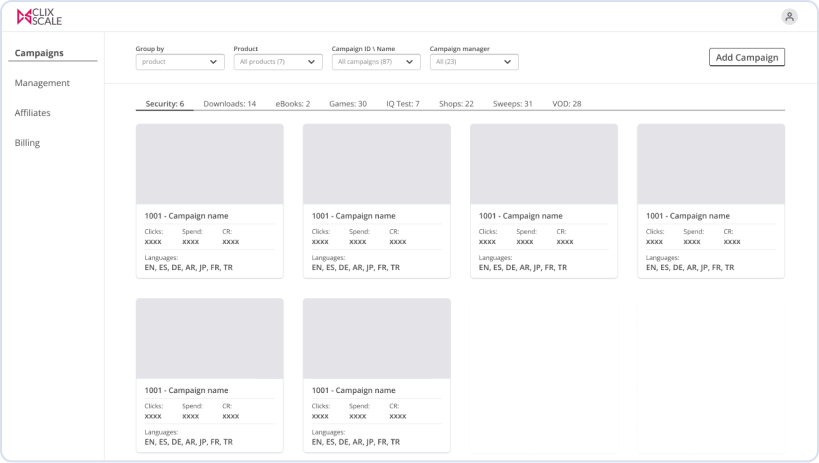 CLIX
SCALE
Campaigns
Management
Affiliates
Billing
Group by
product
Product
All products (7)
Campaign ID \ Name
All campaigns (87)
Campaign manager
All (23)
Add Campaign
Security: 6 Downloads: 14 eBooks: 2 Games: 30 IQ Test: 7 Shops: 22 Sweeps: 31 VOD: 28
1001 - Campaign name
Clicks: Spend: CR:
xxxx xxxx xxxx
Languages:
EN, ES, DE, AR, JP, FR, TR
1001 - Campaign name
Clicks: Spend: CR:
xxxx xxxx xxxx
Languages:
EN, ES, DE, AR, JP, FR, TR
1001 - Campaign name
Clicks: Spend: CR:
xxxx xxxx xxxx
Languages:
EN, ES, DE, AR, JP, FR, TR
1001 - Campaign name
Clicks: Spend: CR:
xxxx xxxx xxxx
Languages:
EN, ES, DE, AR, JP, FR, TR
1001 - Campaign name
Clicks: Spend: CR:
xxxx xxxx xxxx
Languages:
EN, ES, DE, AR, JP, FR, TR
1001 - Campaign name
Clicks: Spend: CR:
xxxx xxxx xxxx
Languages:
EN, ES, DE, AR, JP, FR, TR